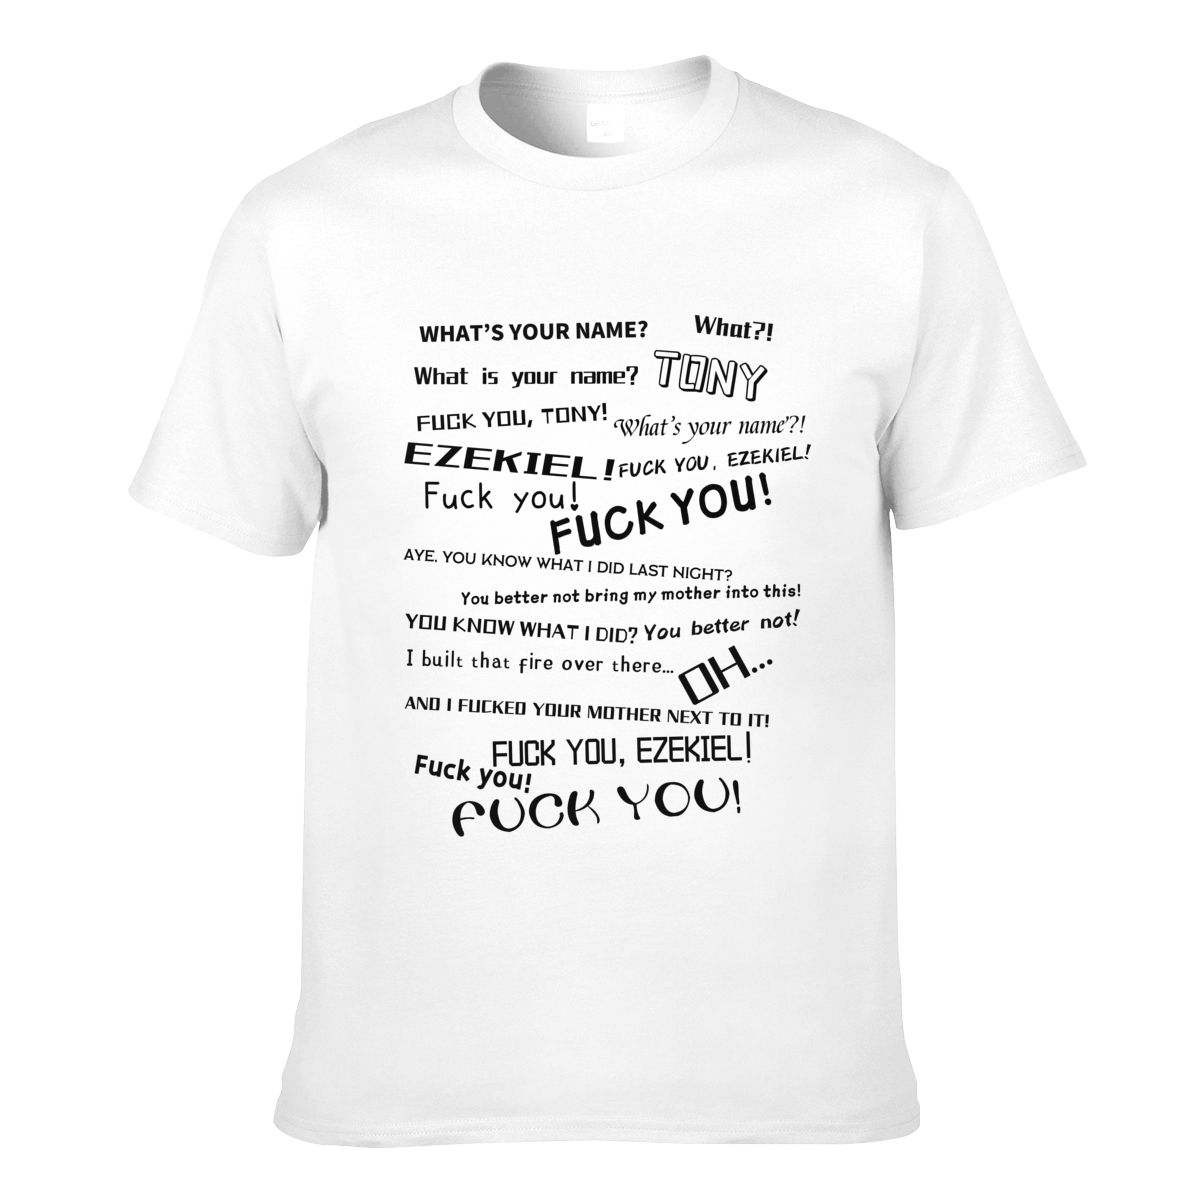 WHAT'S YOUR NAME? What?!
What is your name? TONY
FUCK YOU, TONY! What's your name?!
EZEKIEL! FUCK YOU, EZEKIEL!
Fuck you!
FUCK YOU!
AYE, YOU KNOW WHAT I DID LAST NIGHT?
You better not bring my mother into this!
YOU KNOW WHAT I DID? You better not!
I built that fire over there... OH...
AND I FUCKED YOUR MOTHER NEXT TO IT!
FUCK YOU, EZEKIEL!
Fuck you!
FUCK YOU!